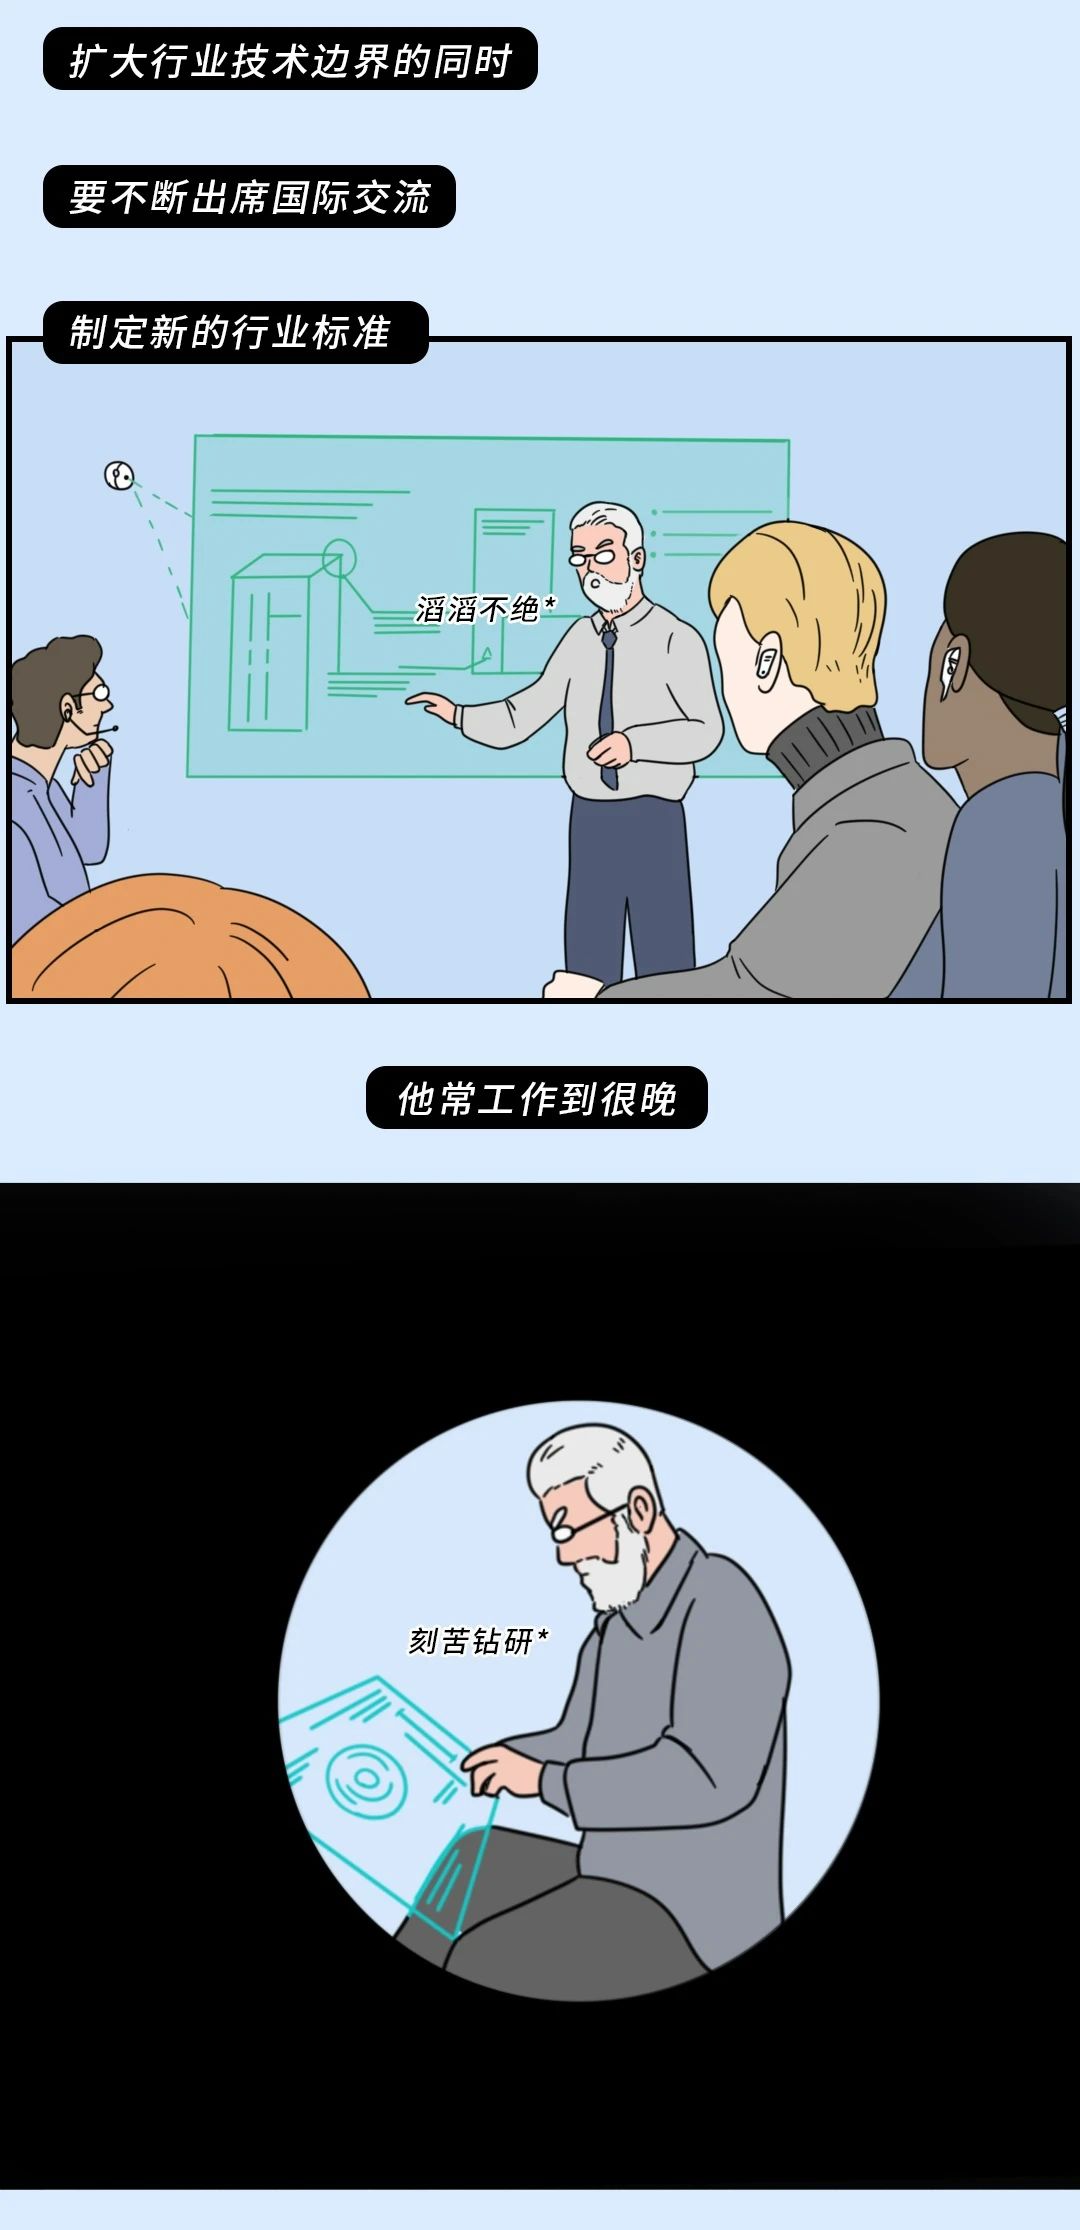 扩大行业技术边界的同时
要不断出席国际交流
制定新的行业标准
滔滔不绝*
他常工作到很晚
刻苦钻研*